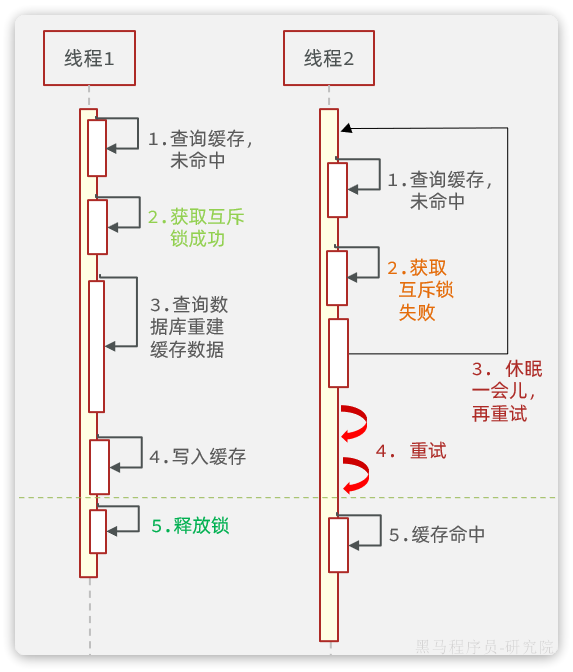 线程1
1.查询缓存，
未命中
2.获取互斥
锁成功
3.查询数
据库重建
缓存数据
4.写入缓存
5.释放锁
线程2
1.查询缓存，
未命中
2.获取
互斥锁
失败
3. 休眠
一会儿，
再重试
4. 重试
5.缓存命中
黑马程序员-研究院